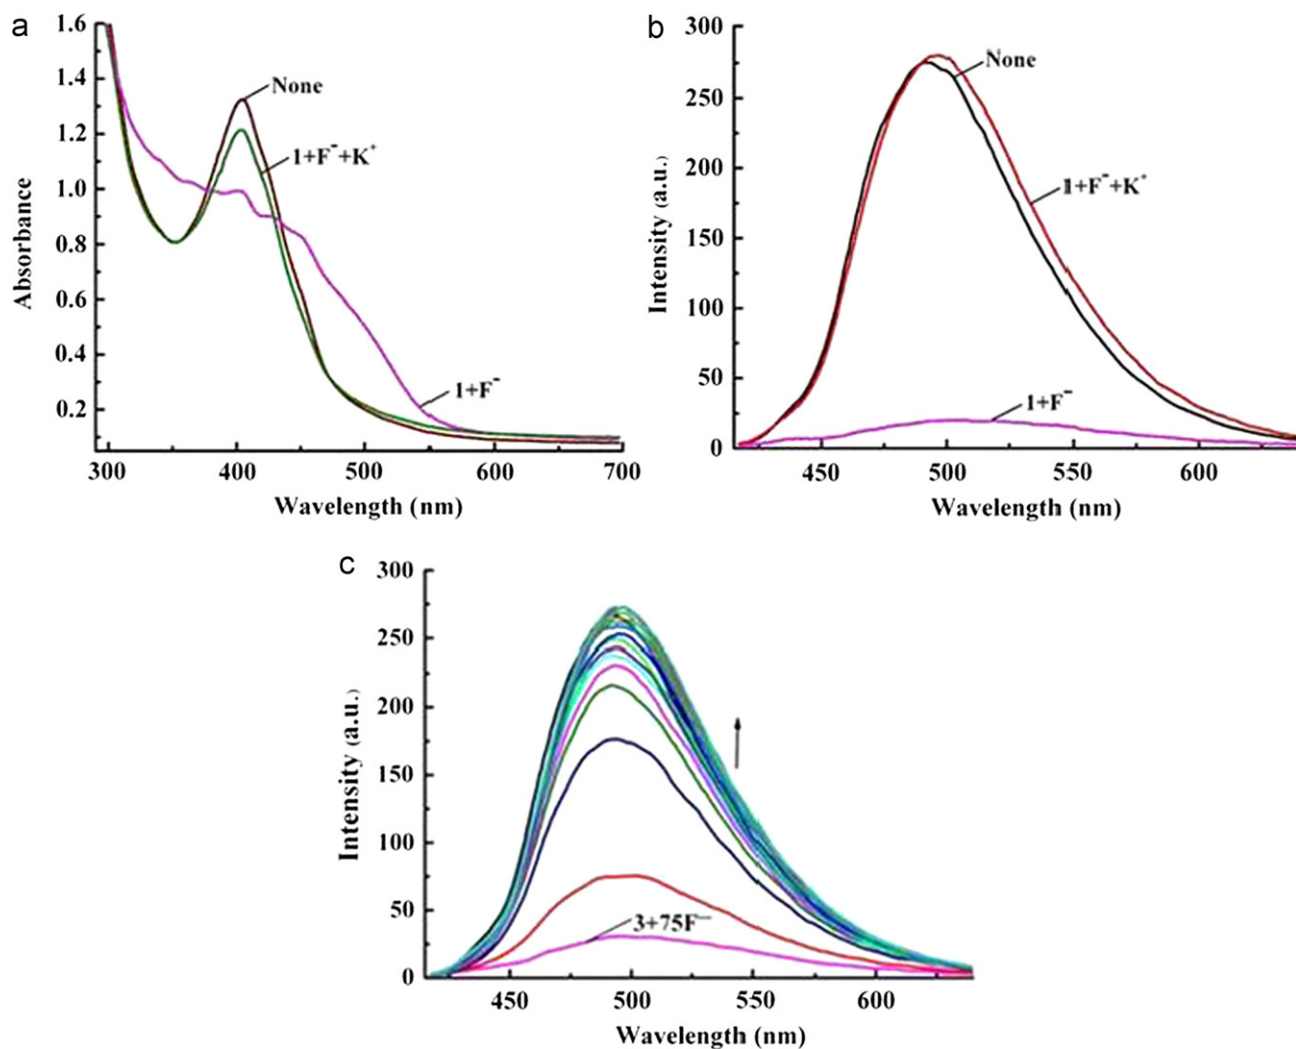 a
1.6
1.4
1.2
1.0
0.8
0.6
0.4
0.2
Absorbance
None
1+F⁻+K⁺
1+F⁻
300 400 500 600 700
Wavelength (nm)
b
300
250
200
150
100
50
0
Intensity (a.u.)
None
1+F⁻+K⁺
1+F⁻
450 500 550 600
Wavelength (nm)
c
300
250
200
150
100
50
0
Intensity (a.u.)
3+75F⁻
450 500 550 600
Wavelength (nm)